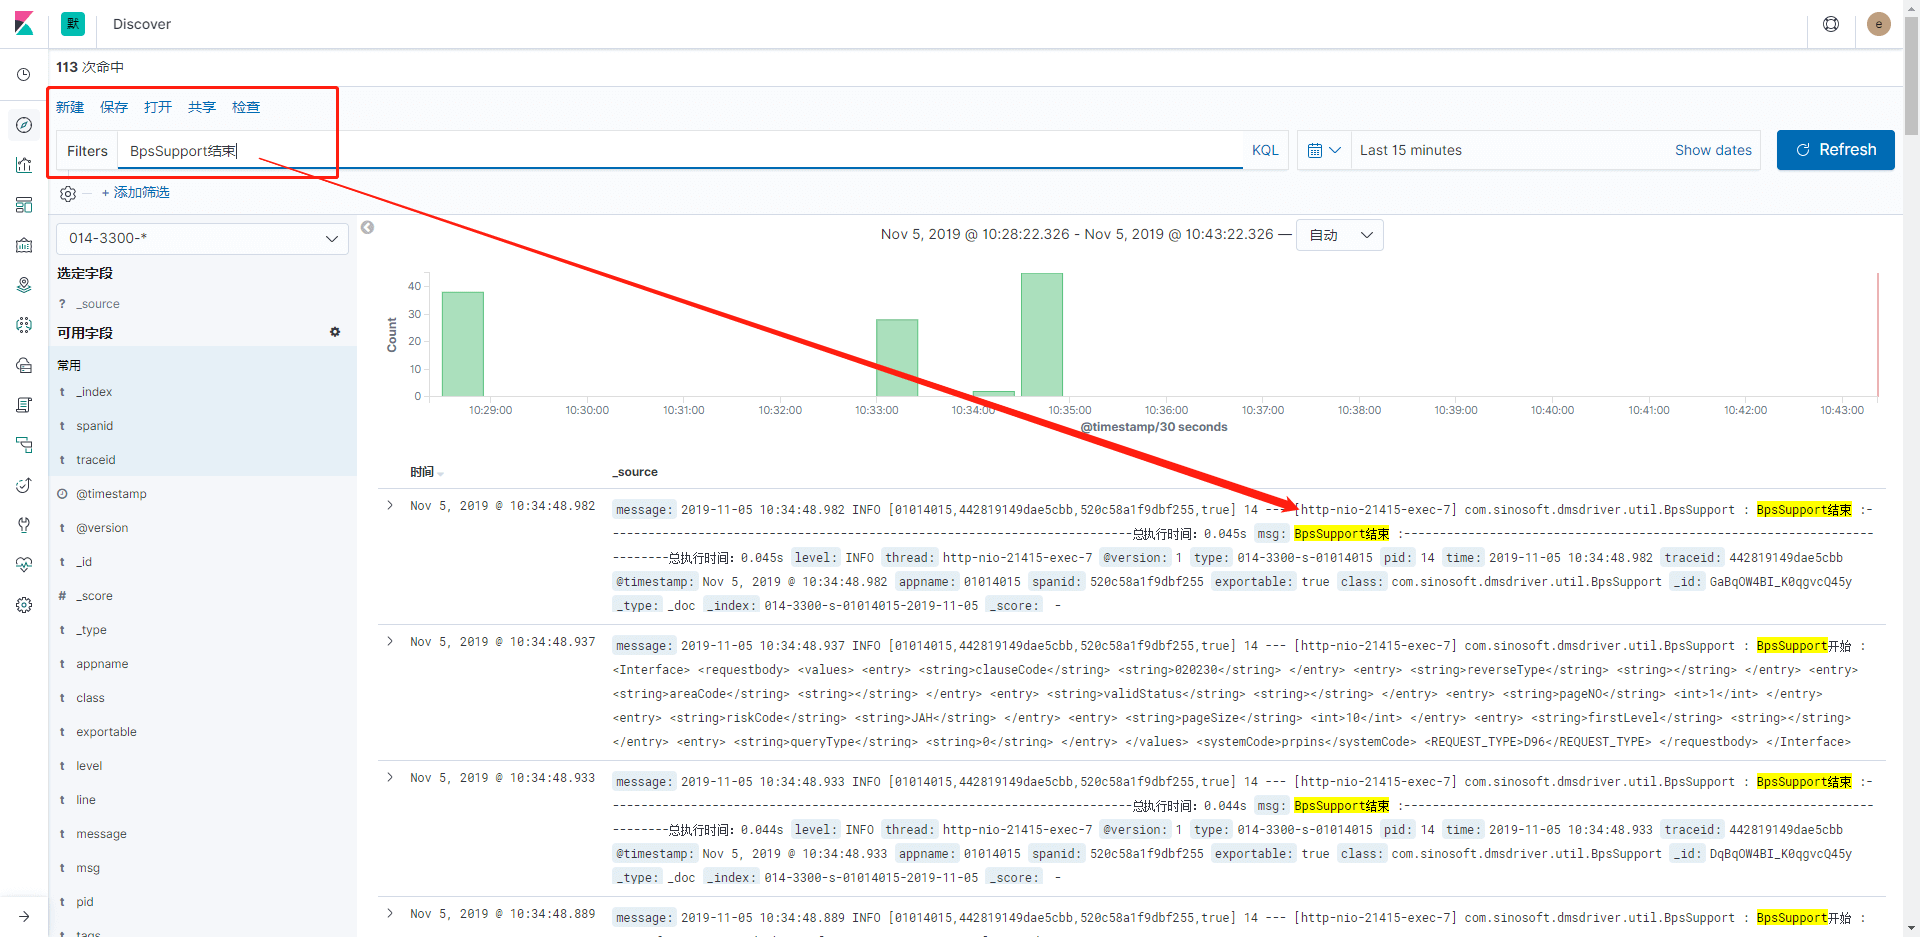 默 Discover e
113 次命中
新建 保存 打开 共享 检查
Filters BpsSupport结束 KQL Last 15 minutes Show dates Refresh
+ 添加筛选
014-3300-*
选定字段
? _source
可用字段
常用
t _index
t spanid
t traceid
@timestamp
t @version
t _id
# _score
t _type
t appname
t class
t exportable
t level
t line
t message
t msg
t pid
t tags
Nov 5, 2019 @ 10:28:22.326 - Nov 5, 2019 @ 10:43:22.326 — 自动
Count
40
30
20
10
0
10:29:00 10:30:00 10:31:00 10:32:00 10:33:00 10:34:00 10:35:00 10:36:00 10:37:00 10:38:00 10:39:00 10:40:00 10:41:00 10:42:00 10:43:00
@timestamp/30 seconds
时间 _source
Nov 5, 2019 @ 10:34:48.982 message: 2019-11-05 10:34:48.982 INFO [01014015,442819149dae5cbb,520c58a1f9dbf255,true] 14 --- [http-nio-21415-exec-7] com.sinosoft.dmsdriver.util.BpsSupport : BpsSupport结束 :-
--------------------------------------------------------------------------总执行时间：0.045s msg: BpsSupport结束 :-------------------------------------------------------------------
--------总执行时间：0.045s level: INFO thread: http-nio-21415-exec-7 @version: 1 type: 014-3300-s-01014015 pid: 14 time: 2019-11-05 10:34:48.982 traceid: 442819149dae5cbb
@timestamp: Nov 5, 2019 @ 10:34:48.982 appname: 01014015 spanid: 520c58a1f9dbf255 exportable: true class: com.sinosoft.dmsdriver.util.BpsSupport _id: GaBqOW4BI_K0qgvcQ45y
_type: _doc _index: 014-3300-s-01014015-2019-11-05 _score: -
Nov 5, 2019 @ 10:34:48.937 message: 2019-11-05 10:34:48.937 INFO [01014015,442819149dae5cbb,520c58a1f9dbf255,true] 14 --- [http-nio-21415-exec-7] com.sinosoft.dmsdriver.util.BpsSupport : BpsSupport开始 :
<Interface> <requestbody> <values> <entry> <string>clauseCode</string> <string>020230</string> </entry> <entry> <string>reverseType</string> <string></string> </entry> <entry>
<string>areaCode</string> <string></string> </entry> <entry> <string>validStatus</string> <string></string> </entry> <entry> <string>pageNO</string> <int>1</int> </entry>
<entry> <string>riskCode</string> <string>JAH</string> </entry> <entry> <string>pageSize</string> <int>10</int> </entry> <entry> <string>firstLevel</string> <string></string>
</entry> <entry> <string>queryType</string> <string>0</string> </entry> </values> <systemCode>prpins</systemCode> <REQUEST_TYPE>D96</REQUEST_TYPE> </requestbody> </Interface>
Nov 5, 2019 @ 10:34:48.933 message: 2019-11-05 10:34:48.933 INFO [01014015,442819149dae5cbb,520c58a1f9dbf255,true] 14 --- [http-nio-21415-exec-7] com.sinosoft.dmsdriver.util.BpsSupport : BpsSupport结束 :-
--------------------------------------------------------------------------总执行时间：0.044s msg: BpsSupport结束 :-------------------------------------------------------------------
--------总执行时间：0.044s level: INFO thread: http-nio-21415-exec-7 @version: 1 type: 014-3300-s-01014015 pid: 14 time: 2019-11-05 10:34:48.933 traceid: 442819149dae5cbb
@timestamp: Nov 5, 2019 @ 10:34:48.933 appname: 01014015 spanid: 520c58a1f9dbf255 exportable: true class: com.sinosoft.dmsdriver.util.BpsSupport _id: DqBqOW4BI_K0qgvcQ45y
_type: _doc _index: 014-3300-s-01014015-2019-11-05 _score: -
Nov 5, 2019 @ 10:34:48.889 message: 2019-11-05 10:34:48.889 INFO [01014015,442819149dae5cbb,520c58a1f9dbf255,true] 14 --- [http-nio-21415-exec-7] com.sinosoft.dmsdriver.util.BpsSupport : BpsSupport开始 :